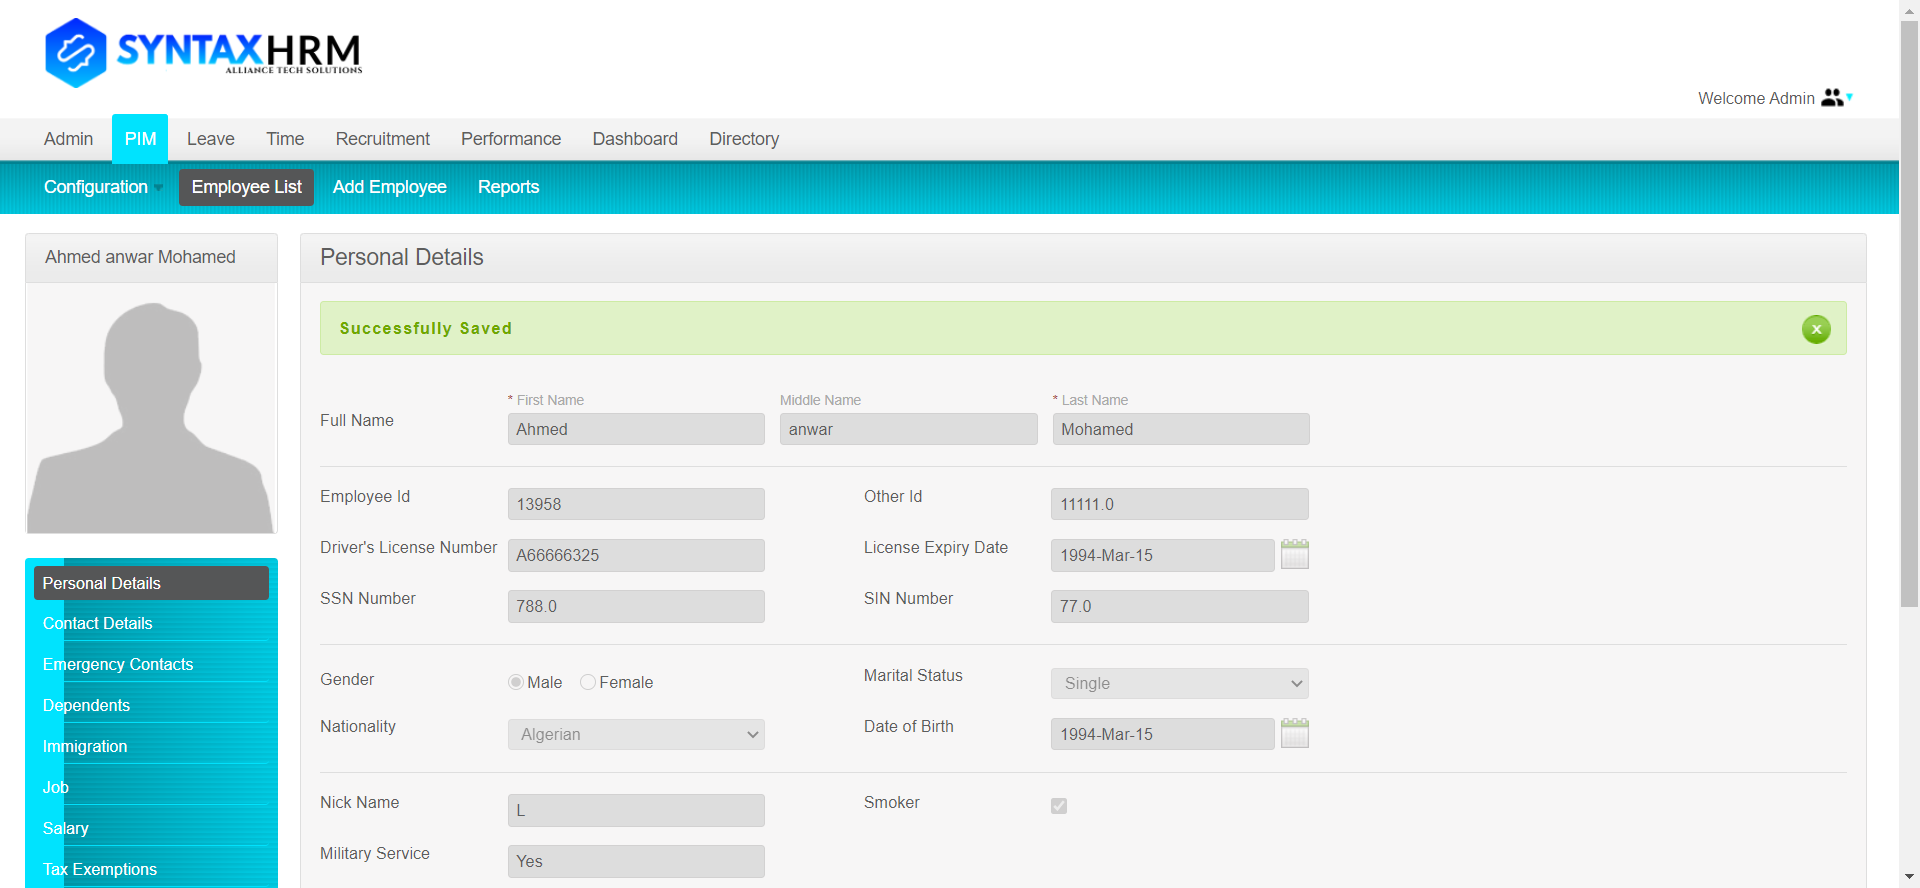 SYNTAXHRM
ALLIANCE TECH SOLUTIONS
Welcome Admin
Admin PIM Leave Time Recruitment Performance Dashboard Directory
Configuration Employee List Add Employee Reports
Ahmed anwar Mohamed
Personal Details
Successfully Saved
x
* First Name Middle Name * Last Name
Full Name Ahmed anwar Mohamed
Employee Id 13958 Other Id 11111.0
Driver's License Number A66666325 License Expiry Date 1994-Mar-15
SSN Number 788.0 SIN Number 77.0
Gender Male Female Marital Status Single
Nationality Algerian Date of Birth 1994-Mar-15
Nick Name L Smoker
Military Service Yes
Personal Details
Contact Details
Emergency Contacts
Dependents
Immigration
Job
Salary
Tax Exemptions